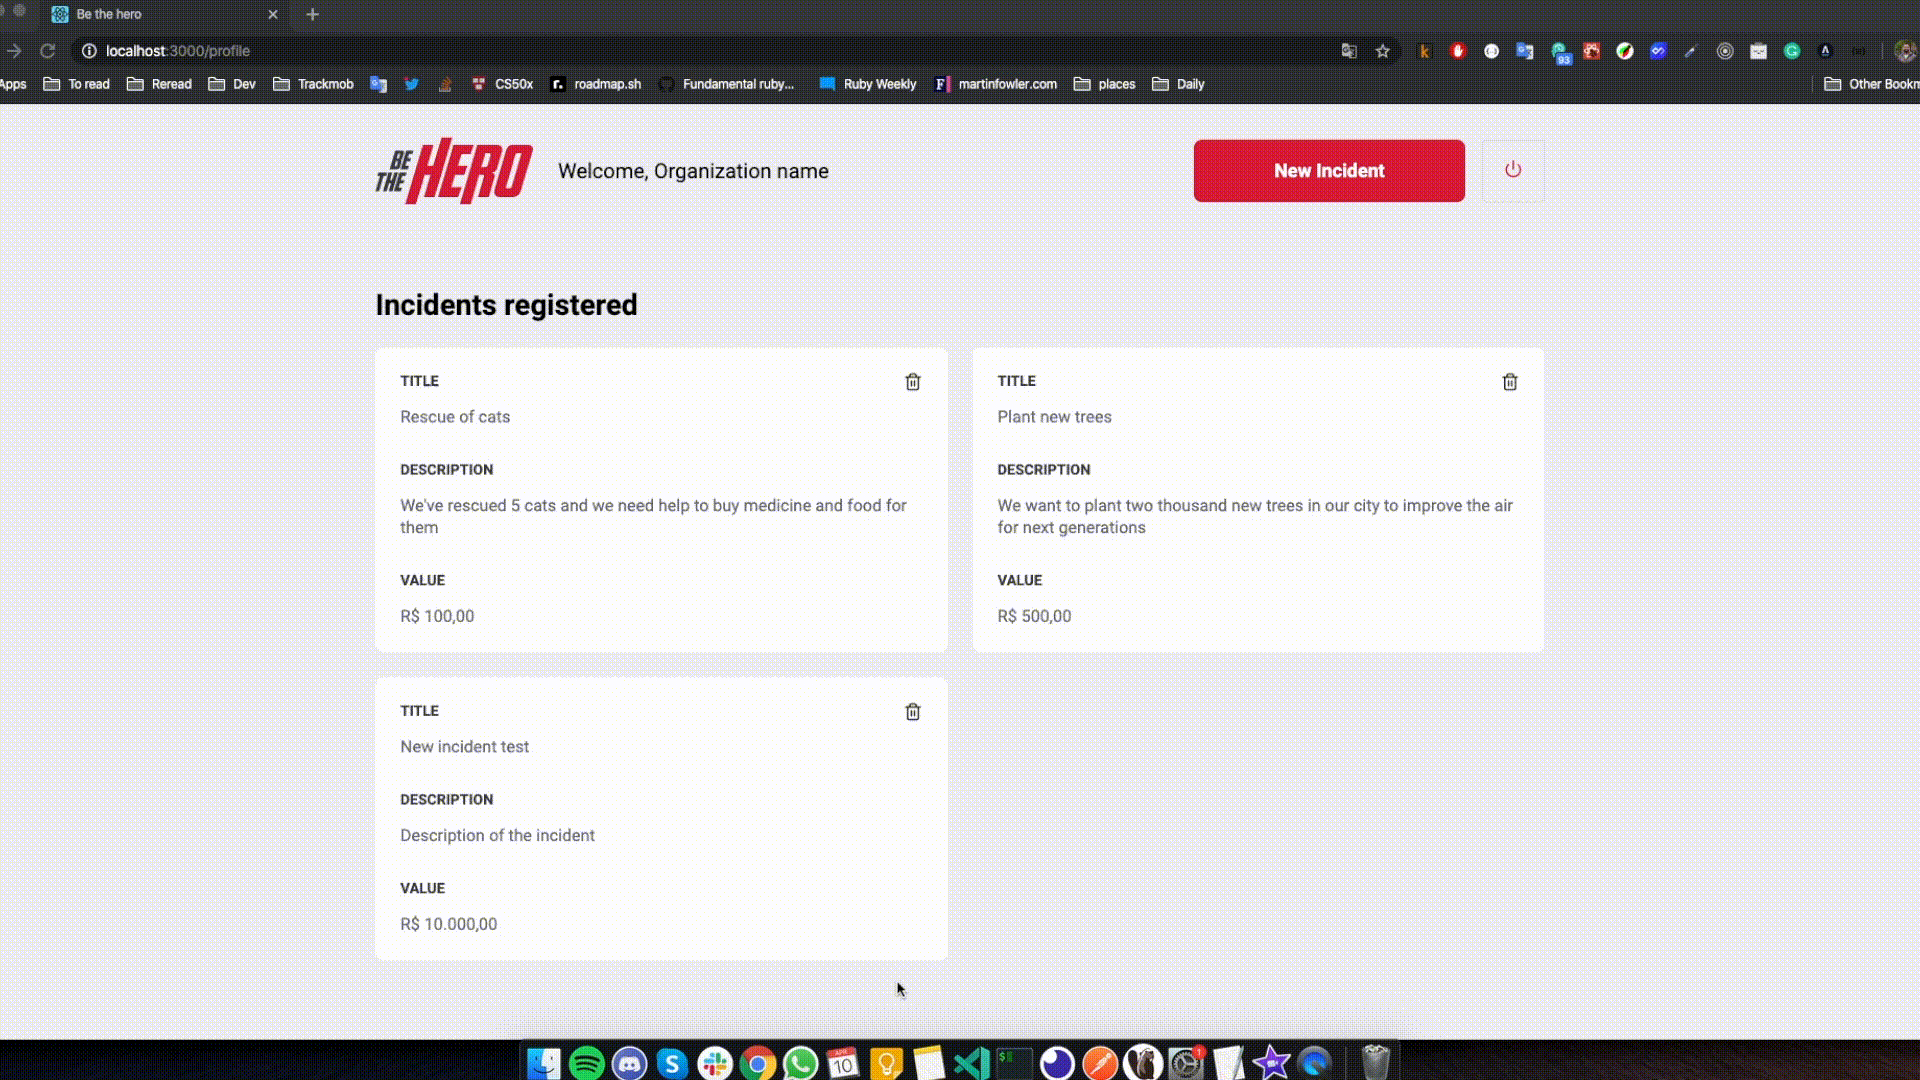 Be the hero
localhost:3000/profile
93
Apps To read Reread Dev Trackmob CS50x roadmap.sh Fundamental ruby... Ruby Weekly martinfowler.com places Daily Other Bookm
BE THE HERO
Welcome, Organization name
New Incident
Incidents registered
TITLE
Rescue of cats
DESCRIPTION
We've rescued 5 cats and we need help to buy medicine and food for
them
VALUE
R$ 100,00
TITLE
Plant new trees
DESCRIPTION
We want to plant two thousand new trees in our city to improve the air
for next generations
VALUE
R$ 500,00
TITLE
New incident test
DESCRIPTION
Description of the incident
VALUE
R$ 10.000,00
APR
10
1